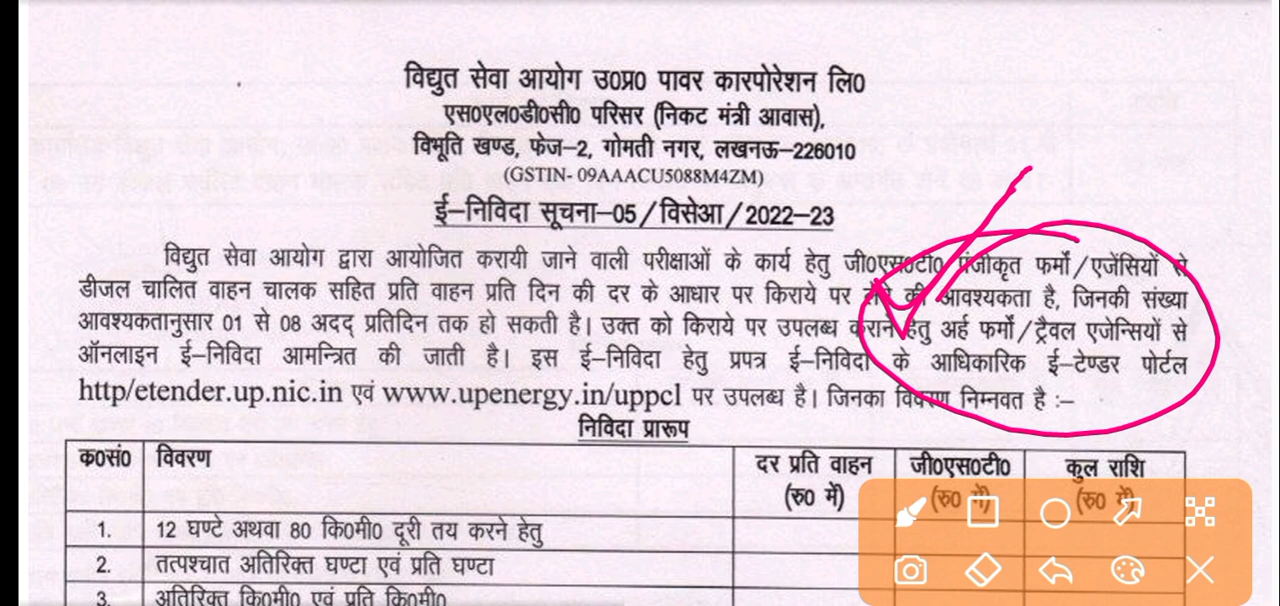 विद्युत सेवा आयोग उ0प्र0 पावर कारपोरेशन लि0
एस0एल0डी0सी0 परिसर (निकट मंत्री आवास),
विभूति खण्ड, फेज–2, गोमती नगर, लखनऊ–226010
(GSTIN- 09AAACU5088M4ZM)
ई–निविदा सूचना–05/विसेआ/2022–23
विद्युत सेवा आयोग द्वारा आयोजित करायी जाने वाली परीक्षाओं के कार्य हेतु जी0एस0टी0 पंजीकृत फर्मों/एजेंसियों से
डीजल चालित वाहन चालक सहित प्रति वाहन प्रति दिन की दर के आधार पर किराये पर लेने की आवश्यकता है, जिनकी संख्या
आवश्यकतानुसार 01 से 08 अदद् प्रतिदिन तक हो सकती है। उक्त को किराये पर उपलब्ध कराने हेतु अर्ह फर्मों/ट्रैवल एजेन्सियों से
ऑनलाइन ई–निविदा आमन्त्रित की जाती है। इस ई–निविदा हेतु प्रपत्र ई–निविदा के आधिकारिक ई–टेण्डर पोर्टल
http/etender.up.nic.in एवं www.upenergy.in/uppcl पर उपलब्ध है। जिनका विवरण निम्नवत है :–
निविदा प्रारूप
क0सं0 विवरण दर प्रति वाहन (रु0 में) जी0एस0टी0 (रु0 में) कुल राशि (रु0 में)
1. 12 घण्टे अथवा 80 कि0मी0 दूरी तय करने हेतु
2. तत्पश्चात अतिरिक्त घण्टा एवं प्रति घण्टा
3. अतिरिक्त कि0मी0 एवं प्रति कि0मी0